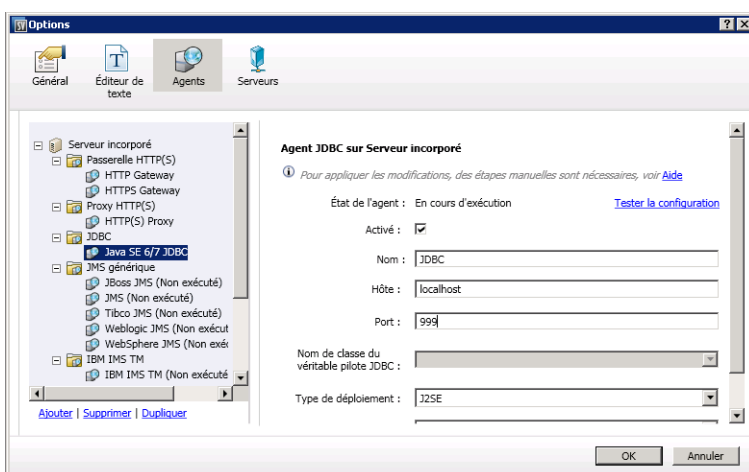 SV Options
Général
Éditeur de texte
Agents
Serveurs
Serveur incorporé
Passerelle HTTP(S)
HTTP Gateway
HTTPS Gateway
Proxy HTTP(S)
HTTP(S) Proxy
JDBC
Java SE 6/7 JDBC
JMS générique
JBoss JMS (Non exécuté)
JMS (Non exécuté)
Tibco JMS (Non exécuté)
Weblogic JMS (Non exécut
WebSphere JMS (Non exé
IBM IMS TM
IBM IMS TM (Non exécuté
Ajouter | Supprimer | Dupliquer
Agent JDBC sur Serveur incorporé
Pour appliquer les modifications, des étapes manuelles sont nécessaires, voir Aide
État de l'agent : En cours d'exécution Tester la configuration
Activé :
Nom : JDBC
Hôte : localhost
Port : 999
Nom de classe du
véritable pilote JDBC :
Type de déploiement : J2SE
OK Annuler